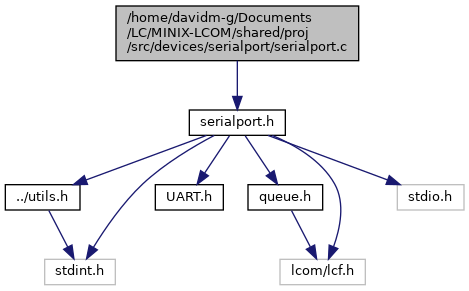 /home/davidm-g/Documents
/LC/MINIX-LCOM/shared/proj
/src/devices/serialport/serialport.c
serialport.h
../utils.h
UART.h
queue.h
stdio.h
stdint.h
lcom/lcf.h